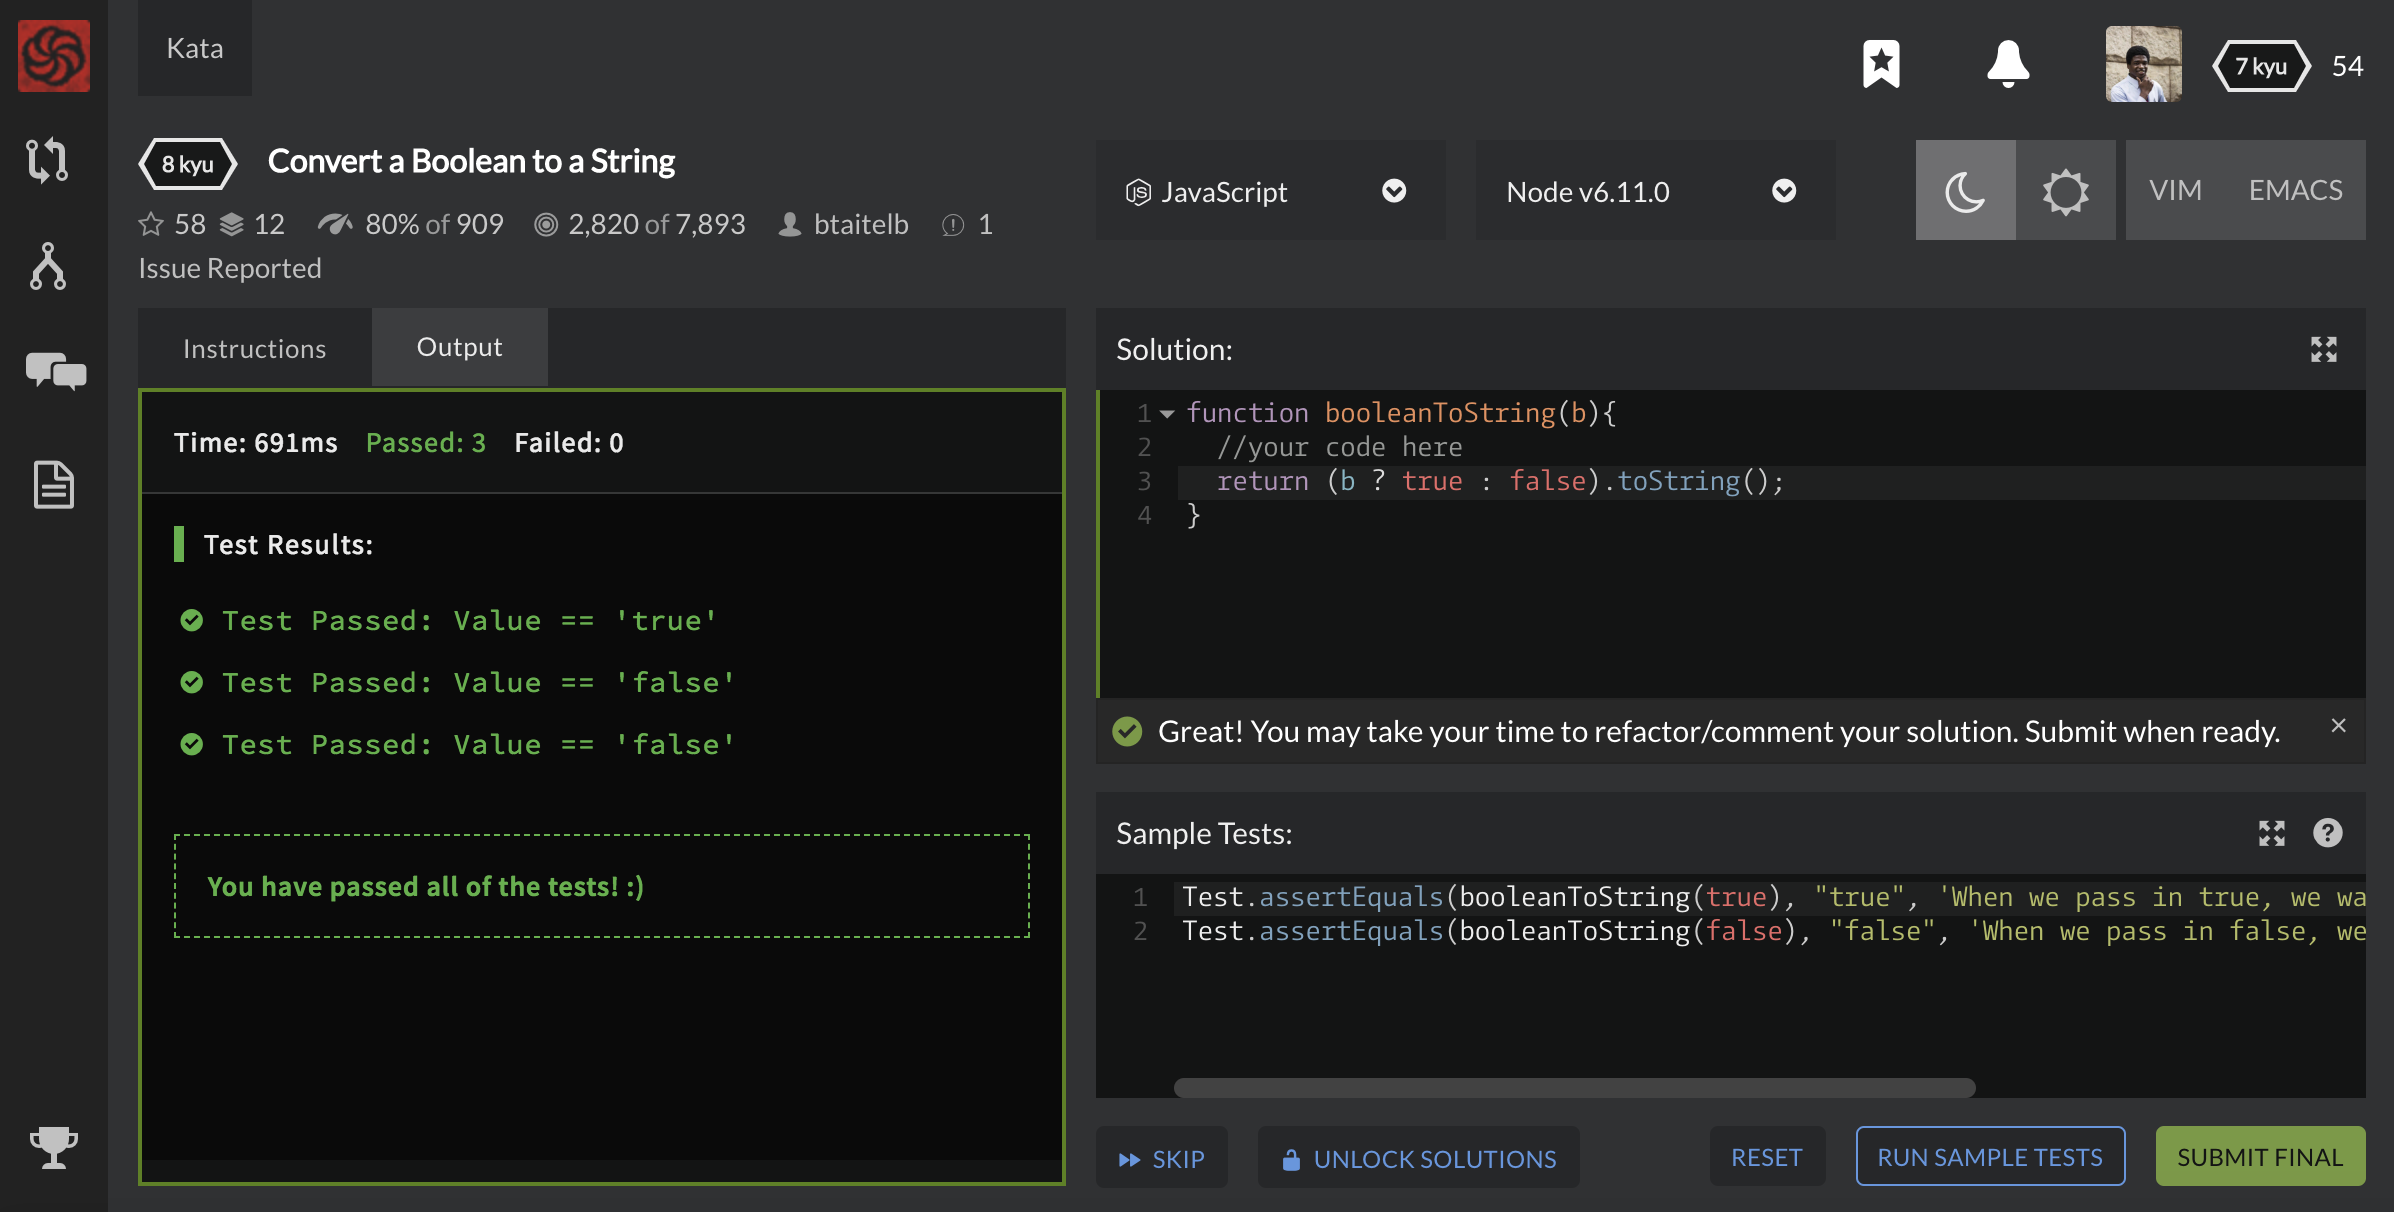 Kata
7 kyu 54
8 kyu Convert a Boolean to a String
58 12 80% of 909 2,820 of 7,893 btaitelb 1
Issue Reported
JavaScript
Node v6.11.0
VIM EMACS
Instructions Output
Time: 691ms Passed: 3 Failed: 0
Test Results:
Test Passed: Value == 'true'
Test Passed: Value == 'false'
Test Passed: Value == 'false'
You have passed all of the tests! :)
Solution:
1 function booleanToString(b){
2 //your code here
3 return (b ? true : false).toString();
4 }
Great! You may take your time to refactor/comment your solution. Submit when ready.
Sample Tests:
1 Test.assertEquals(booleanToString(true), "true", 'When we pass in true, we wa
2 Test.assertEquals(booleanToString(false), "false", 'When we pass in false, we
SKIP UNLOCK SOLUTIONS RESET RUN SAMPLE TESTS SUBMIT FINAL